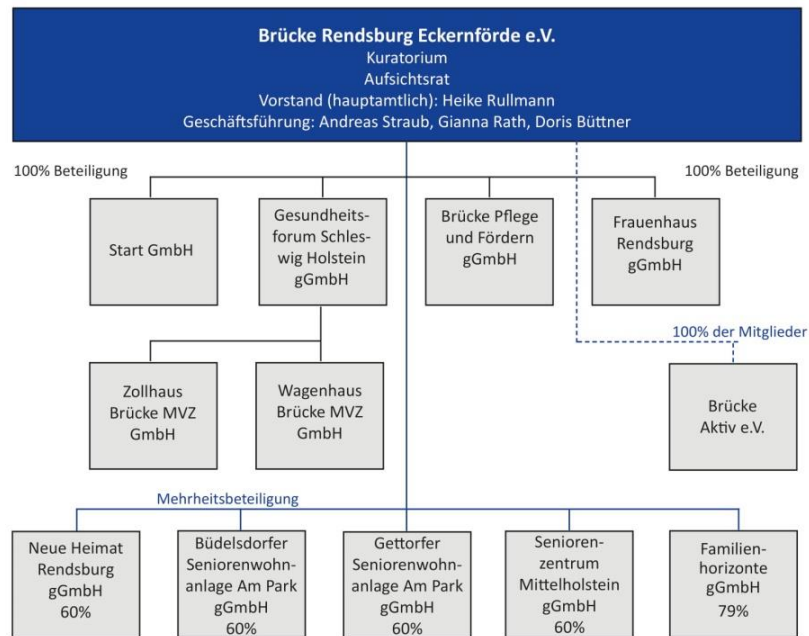 Brücke Rendsburg Eckernförde e.V.
Kuratorium
Aufsichtsrat
Vorstand (hauptamtlich): Heike Rullmann
Geschäftsführung: Andreas Straub, Gianna Rath, Doris Büttner
100% Beteiligung
100% Beteiligung
Start GmbH
Gesundheits-
forum Schles-
wig Holstein
gGmbH
Brücke Pflege
und Fördern
gGmbH
Frauenhaus
Rendsburg
gGmbH
100% der Mitglieder
Zollhaus
Brücke MVZ
GmbH
Wagenhaus
Brücke MVZ
GmbH
Brücke
Aktiv e.V.
Mehrheitsbeteiligung
Neue Heimat
Rendsburg
gGmbH
60%
Büdelsdorfer
Seniorenwohn-
anlage Am Park
gGmbH
60%
Gettorfer
Seniorenwohn-
anlage Am Park
gGmbH
60%
Senioren-
zentrum
Mittelholstein
gGmbH
60%
Familien-
horizonte
gGmbH
79%